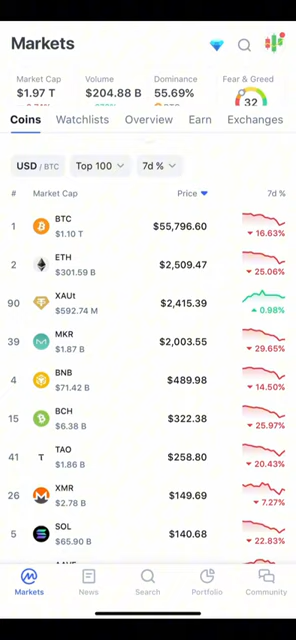 Markets
Market Cap Volume Dominance Fear & Greed
$1.97 T $204.88 B 55.69% 32
Coins Watchlists Overview Earn Exchanges
USD / BTC Top 100 7d %
# Market Cap Price 7d %
1 BTC $1.10 T $55,796.60 16.63%
2 ETH $301.59 B $2,509.47 25.06%
90 XAUt $592.74 M $2,415.39 0.98%
39 MKR $1.87 B $2,003.55 29.65%
4 BNB $71.42 B $489.98 14.50%
15 BCH $6.38 B $322.38 25.97%
41 T TAO $1.86 B $258.80 20.43%
26 XMR $2.78 B $149.69 7.27%
5 SOL $65.90 B $140.68 22.83%
Markets News Search Portfolio Community